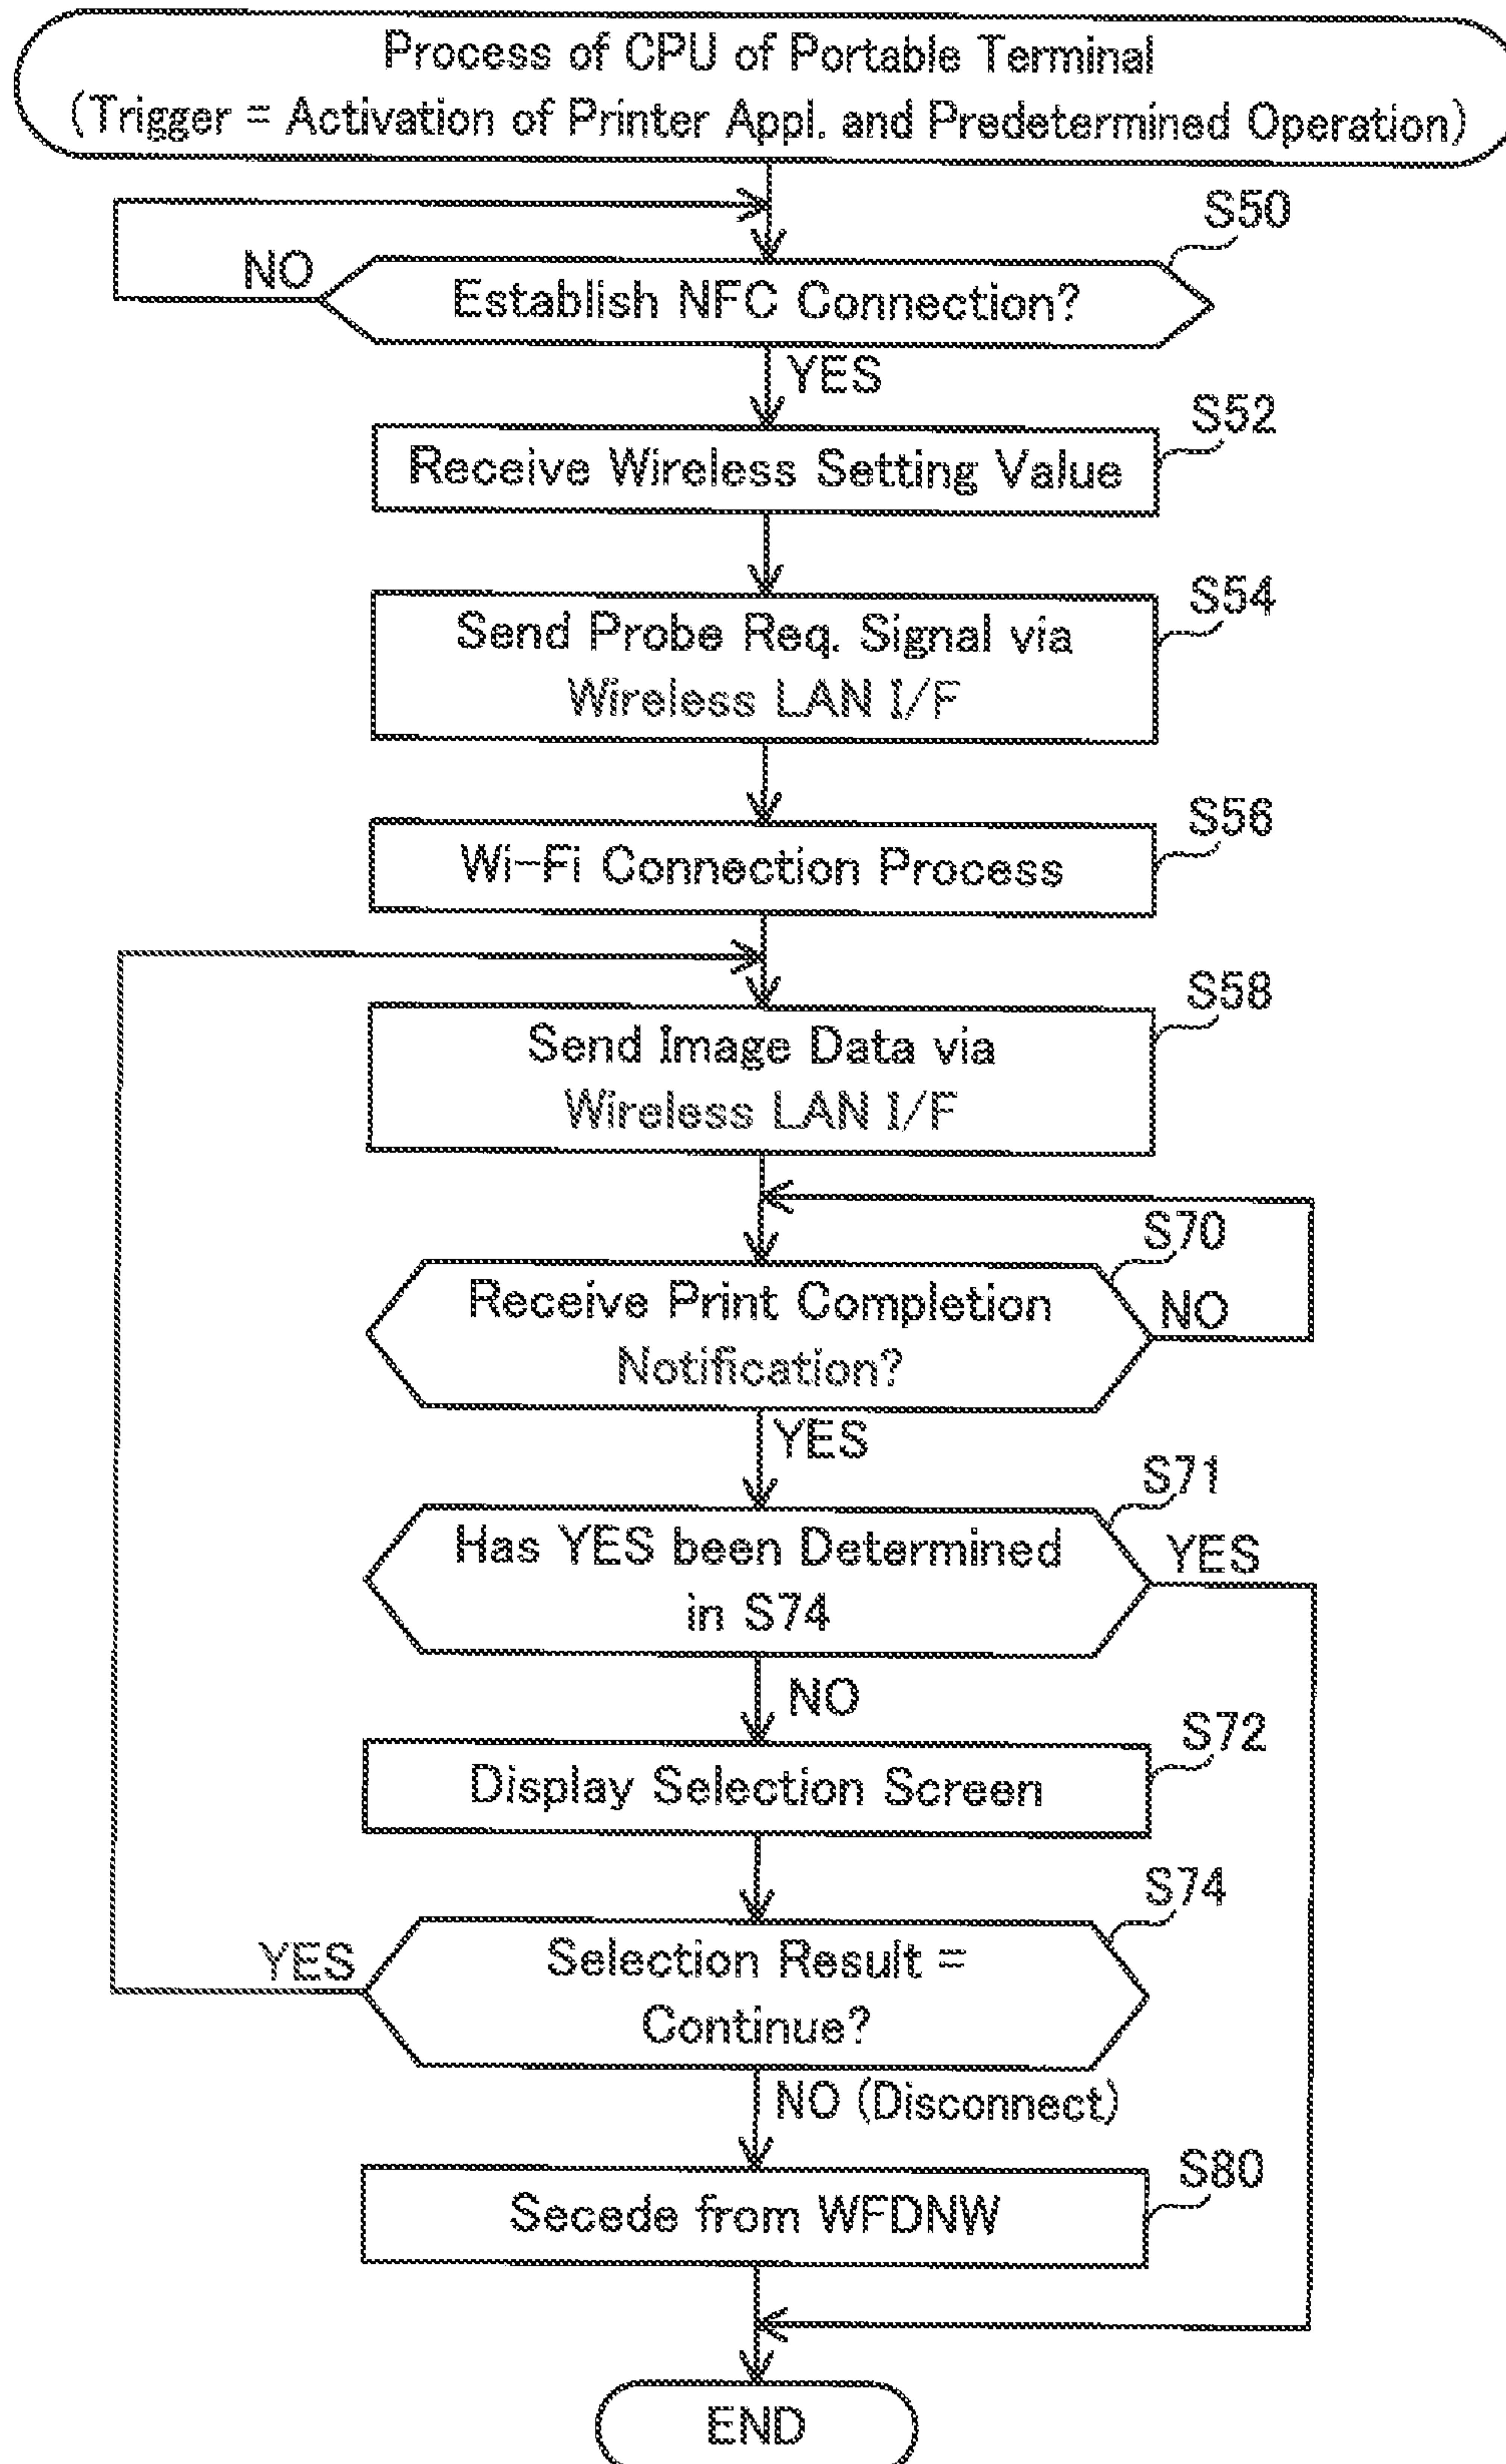 Process of CPU of Portable Terminal
(Trigger = Activation of Printer Appl. and Predetermined Operation)
S50
NO
Establish NFC Connection?
YES
S52
Receive Wireless Setting Value
S54
Send Probe Req. Signal via
Wireless LAN I/F
S56
Wi-Fi Connection Process
S58
Send Image Data via
Wireless LAN I/F
S70
Receive Print Completion
NO
Notification?
YES
S71
Has YES been Determined
YES
in S74
NO
S72
Display Selection Screen
S74
YES
Selection Result =
Continue?
NO (Disconnect)
S80
Secede from WFDNW
END